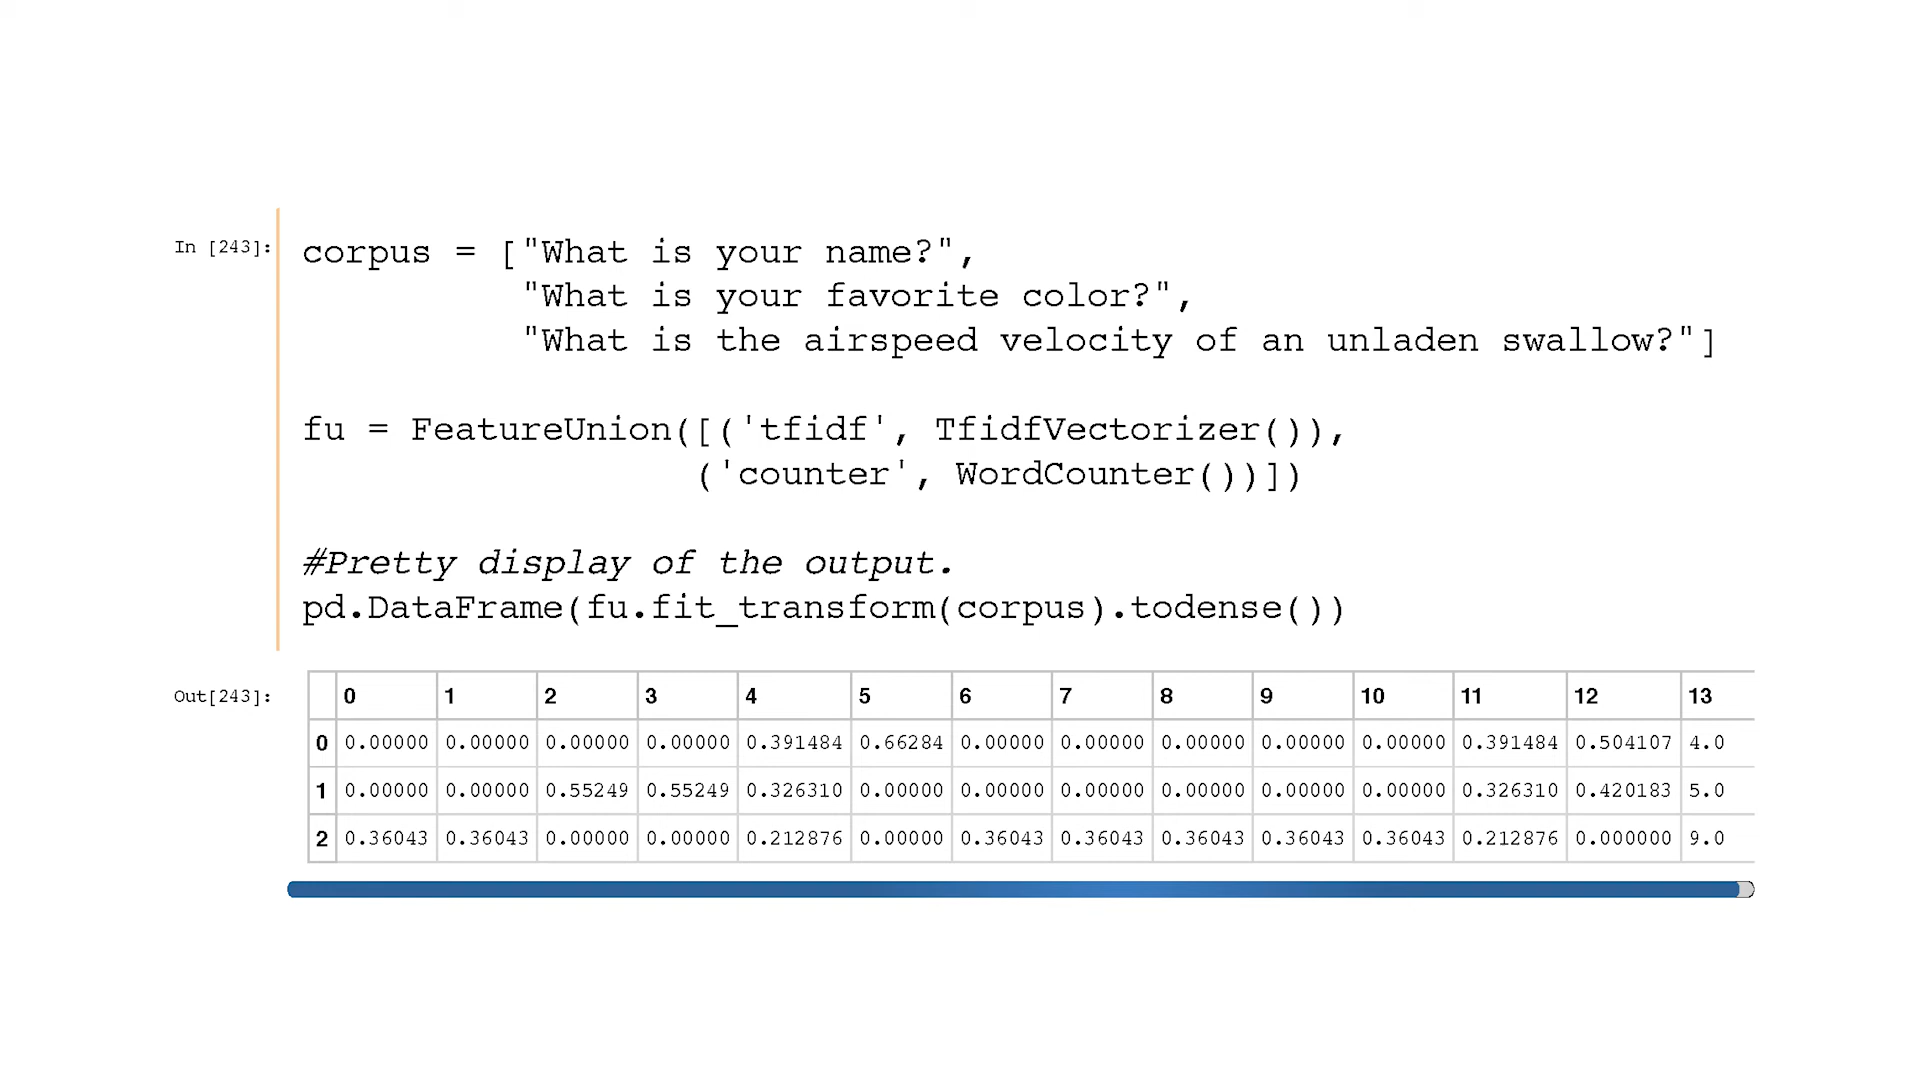 In [243]:
corpus = ["What is your name?",
"What is your favorite color?",
"What is the airspeed velocity of an unladen swallow?"]
fu = FeatureUnion([('tfidf', TfidfVectorizer()),
('counter', WordCounter())])
#Pretty display of the output.
pd.DataFrame(fu.fit_transform(corpus).todense())
Out[243]:
0 1 2 3 4 5 6 7 8 9 10 11 12 13
0 0.00000 0.00000 0.00000 0.00000 0.391484 0.66284 0.00000 0.00000 0.00000 0.00000 0.00000 0.391484 0.504107 4.0
1 0.00000 0.00000 0.55249 0.55249 0.326310 0.00000 0.00000 0.00000 0.00000 0.00000 0.00000 0.326310 0.420183 5.0
2 0.36043 0.36043 0.00000 0.00000 0.212876 0.00000 0.36043 0.36043 0.36043 0.36043 0.36043 0.212876 0.000000 9.0